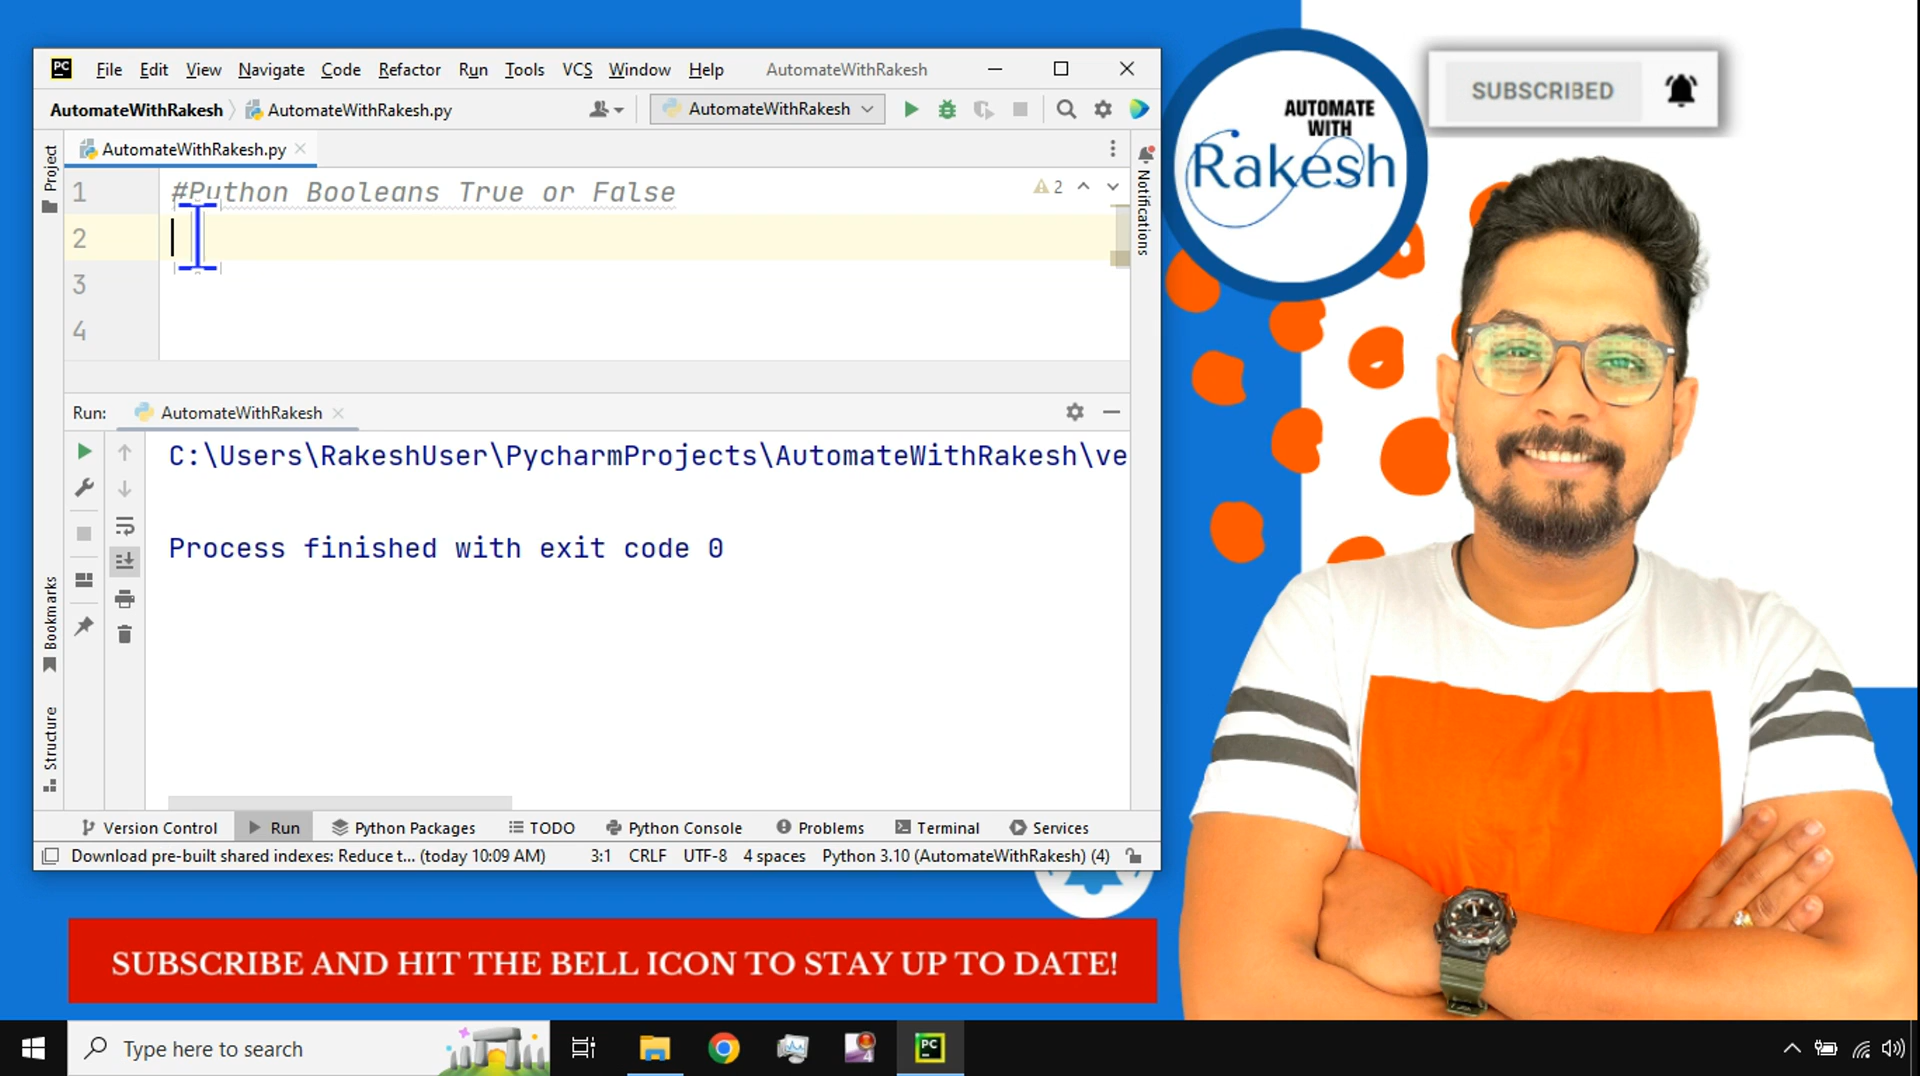 PC File Edit View Navigate Code Refactor Run Tools VCS Window Help AutomateWithRakesh
AutomateWithRakesh AutomateWithRakesh.py AutomateWithRakesh
AutomateWithRakesh.py
Project
1 #Python Booleans True or False
2
2
3
4
Notifications
Run: AutomateWithRakesh
C:\Users\RakeshUser\PycharmProjects\AutomateWithRakesh\ve
Process finished with exit code 0
Bookmarks
Structure
Version Control Run Python Packages TODO Python Console Problems Terminal Services
Download pre-built shared indexes: Reduce t... (today 10:09 AM) 3:1 CRLF UTF-8 4 spaces Python 3.10 (AutomateWithRakesh) (4)
AUTOMATE
WITH
Rakesh
SUBSCRIBED
SUBSCRIBE AND HIT THE BELL ICON TO STAY UP TO DATE!
Type here to search
4
PC